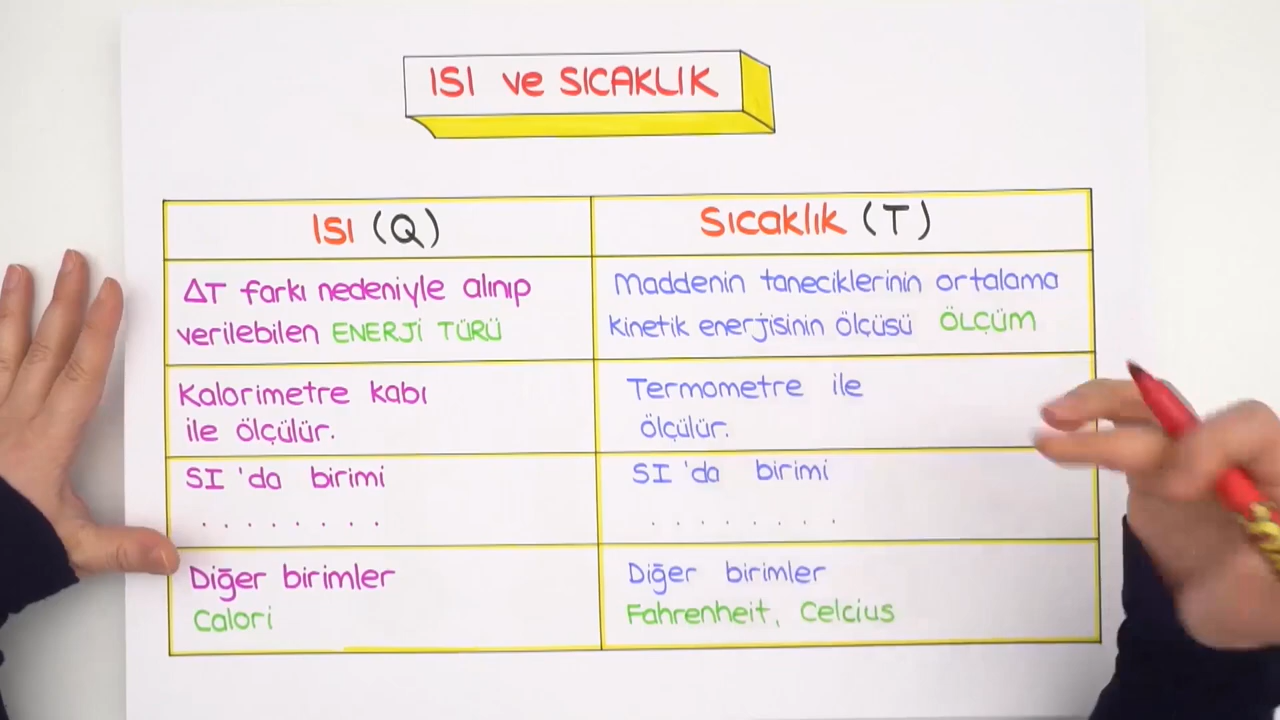 ISI ve SICAKLIK
ISI (Q)
Sıcaklık (T)
ΔT farkı nedeniyle alınıp
verilebilen ENERJİ TÜRÜ
Maddenin taneciklerinin ortalama
kinetik enerjisinin ölçüsü ÖLÇÜM
Kalorimetre kabı
ile ölçülür.
Termometre ile
ölçülür.
SI 'da birimi
. . . . . . . .
SI 'da birimi
. . . . . . . .
Diğer birimler
Calori
Diğer birimler
Fahrenheit, Celcius